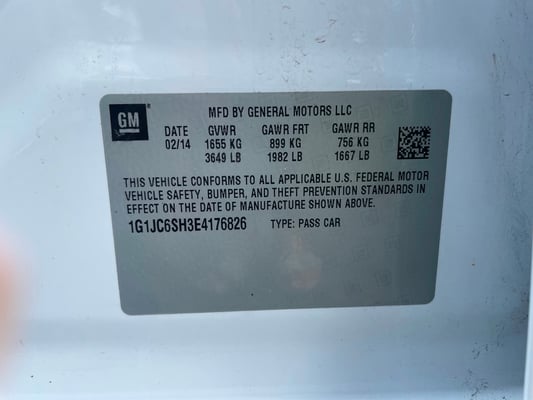 GM
MFD BY GENERAL MOTORS LLC
DATE GVWR GAWR FRT GAWR RR
02/14 1655 KG 899 KG 756 KG
3649 LB 1982 LB 1667 LB
THIS VEHICLE CONFORMS TO ALL APPLICABLE U.S. FEDERAL MOTOR
VEHICLE SAFETY, BUMPER, AND THEFT PREVENTION STANDARDS IN
EFFECT ON THE DATE OF MANUFACTURE SHOWN ABOVE.
1G1JC6SH3E4176826 TYPE: PASS CAR